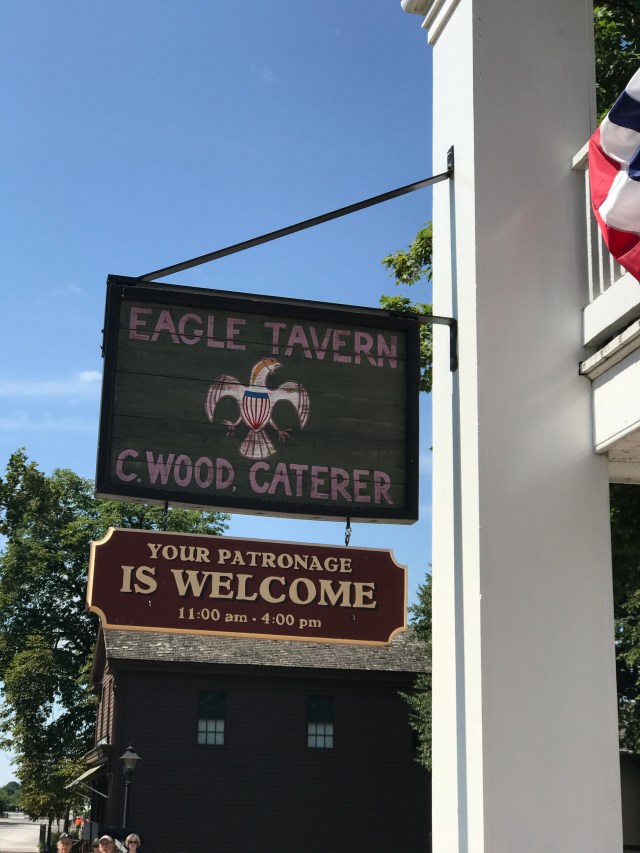 EAGLE TAVERN
C. WOOD, CATERER
YOUR PATRONAGE
IS WELCOME
11:00 am - 4:00 pm